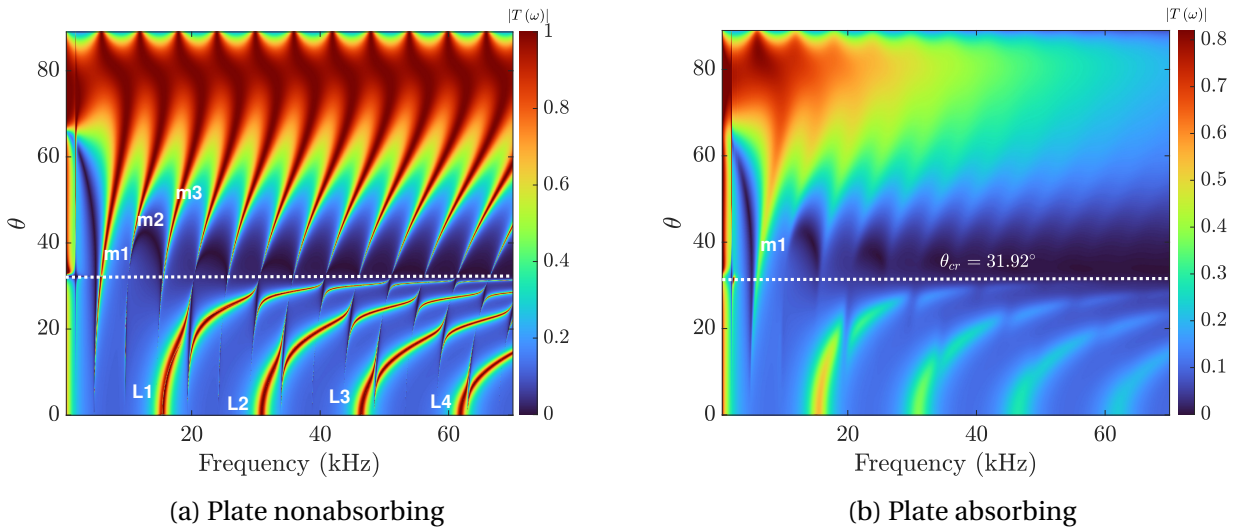 |T (ω)|
1
0.8
0.6
0.4
0.2
0
80
60
40
20
0
θ
m1
m2
m3
L1
L2
L3
L4
20
40
60
Frequency (kHz)
(a) Plate nonabsorbing
|T (ω)|
0.8
0.7
0.6
0.5
0.4
0.3
0.2
0.1
0
80
60
40
20
0
θ
m1
θcr = 31.92°
20
40
60
Frequency (kHz)
(b) Plate absorbing